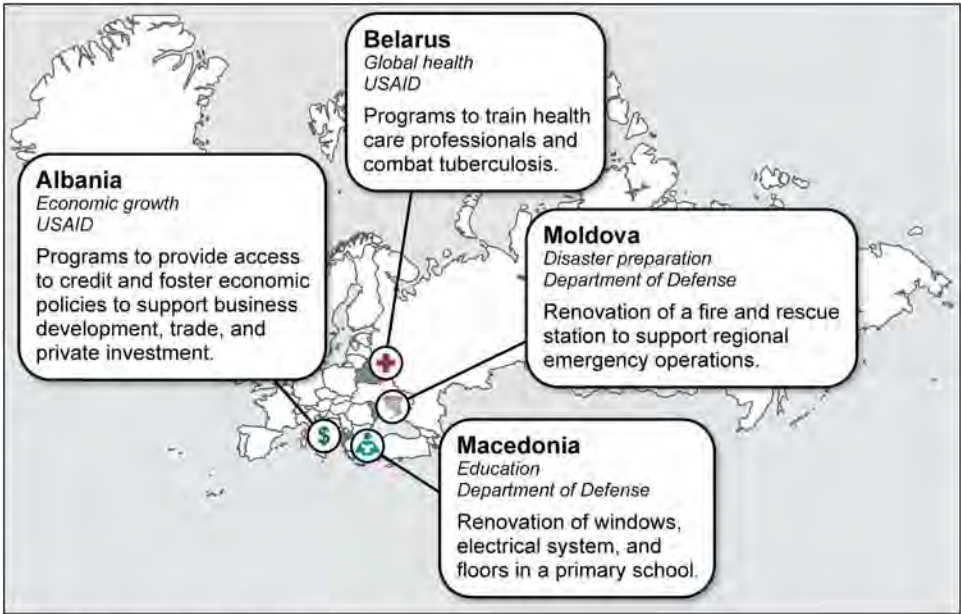 Belarus
Global health
USAID
Programs to train health
care professionals and
combat tuberculosis.
Albania
Economic growth
USAID
Programs to provide access
to credit and foster economic
policies to support business
development, trade, and
private investment.
Moldova
Disaster preparation
Department of Defense
Renovation of a fire and rescue
station to support regional
emergency operations.
$
Macedonia
Education
Department of Defense
Renovation of windows,
electrical system, and
floors in a primary school.